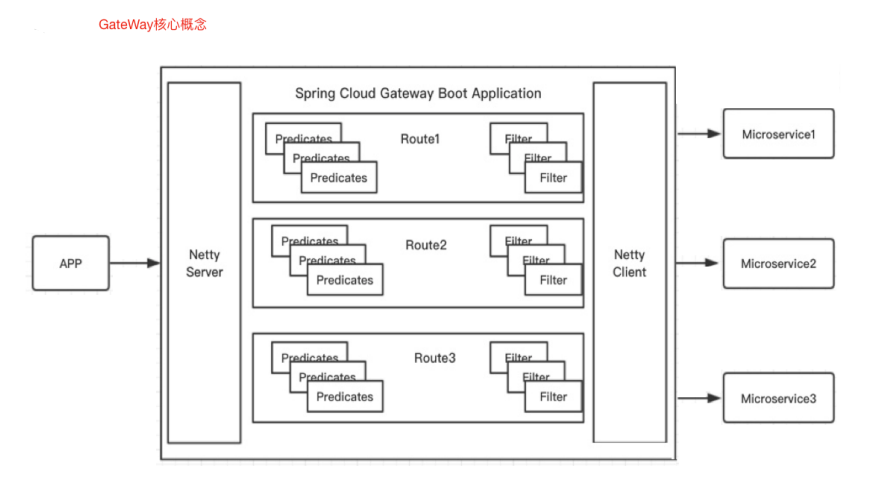 GateWay核心概念
Spring Cloud Gateway Boot Application
Predicates
Predicates
Predicates
Route1
Filter
Filter
Filter
Microservice1
APP
Netty
Server
Predicates
Predicates
Predicates
Route2
Filter
Filter
Filter
Netty
Client
Microservice2
Predicates
Predicates
Predicates
Route3
Filter
Filter
Filter
Microservice3